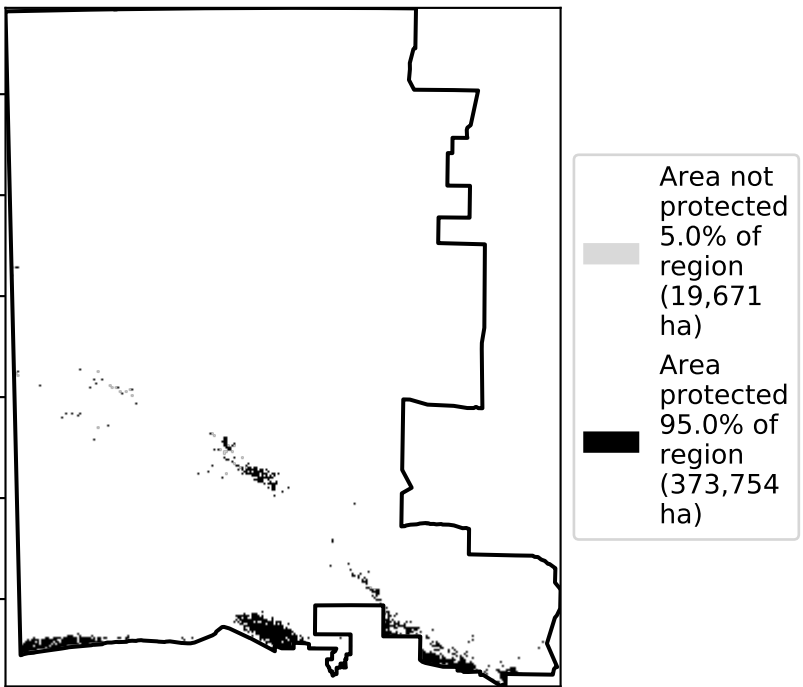 Area not
protected
5.0% of
region
(19,671
ha)
Area
protected
95.0% of
region
(373,754
ha)